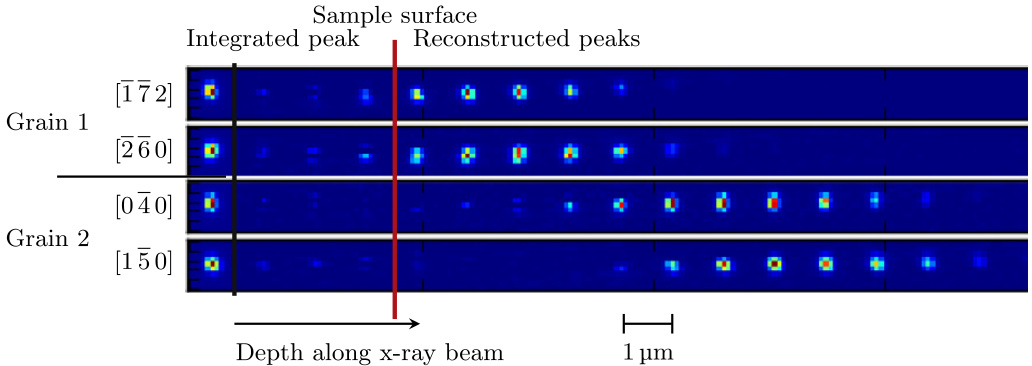 Sample surface
Integrated peak
Reconstructed peaks
Grain 1
[1̅ 7̅ 2]
[2̅ 6̅ 0]
Grain 2
[0 4̅ 0]
[1 5̅ 0]
Depth along x-ray beam
1 µm